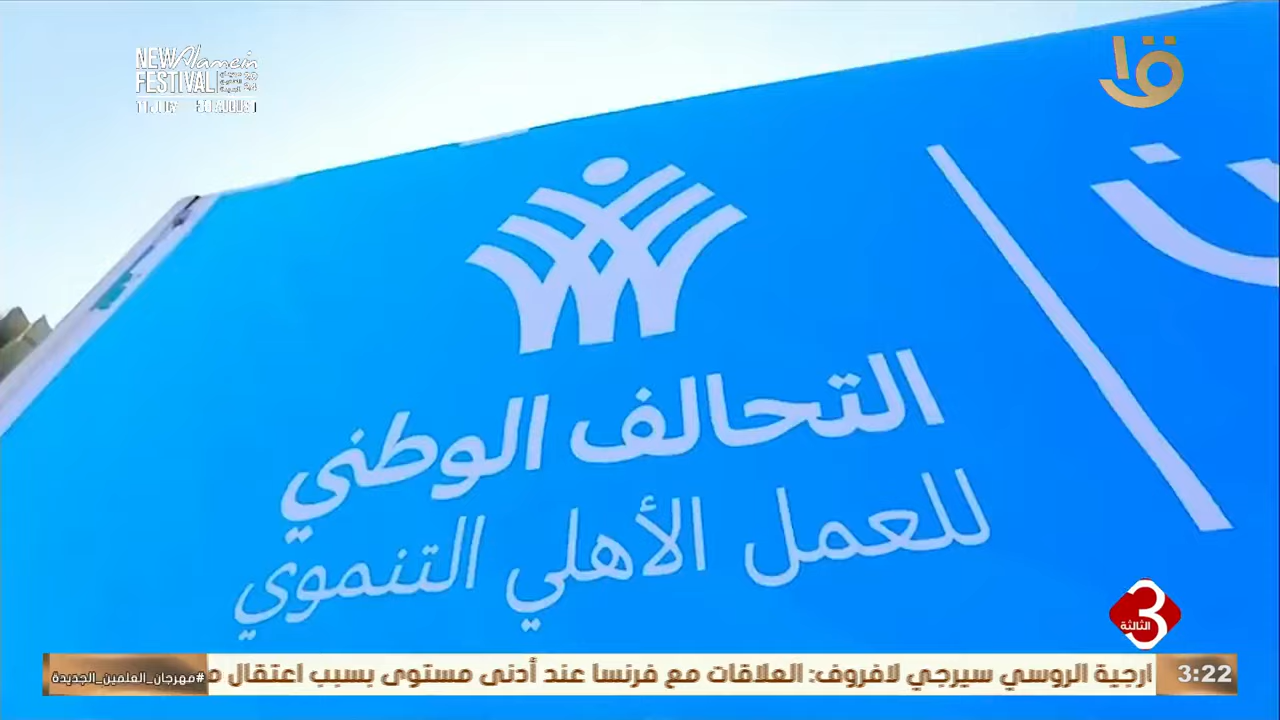 NEW Alamein
FESTIVAL
التحالف الوطني
للعمل الأهلي التنموي
3
الثالثة
3:22
ارجية الروسي سيرجي لافروف: العلاقات مع فرنسا عند أدنى مستوى بسبب اعتقال م
#مهرجان_العلمين_الجديدة